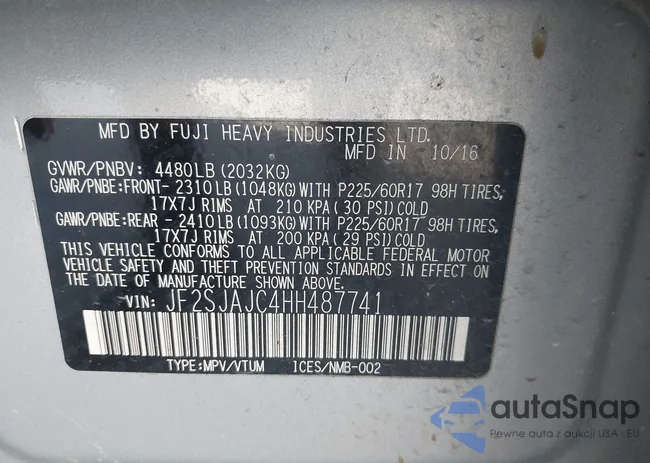 MFD BY FUJI HEAVY INDUSTRIES LTD.
MFD IN 10/16
GVWR/PNBV: 4480LB (2032KG)
GAWR/PNBE:FRONT- 2310LB (1048KG) WITH P225/60R17 98H TIRES,
17X7J RIMS AT 210 KPA (30 PSI) COLD
GAWR/PNBE:REAR - 2410LB (1093KG) WITH P225/60R17 98H TIRES,
17X7J RIMS AT 200 KPA (29 PSI) COLD
THIS VEHICLE CONFORMS TO ALL APPLICABLE FEDERAL MOTOR
VEHICLE SAFETY, BUMPER, THEFT PREVENTION STANDARDS IN EFFECT ON
THE DATE OF MANUFACTURE SHOWN ABOVE.
VIN: JF2SJAJC4HH487741
TYPE:MPV/VTUM ICES/NMB-002
autoSnap
Pewne auta z aukcji USA i EU